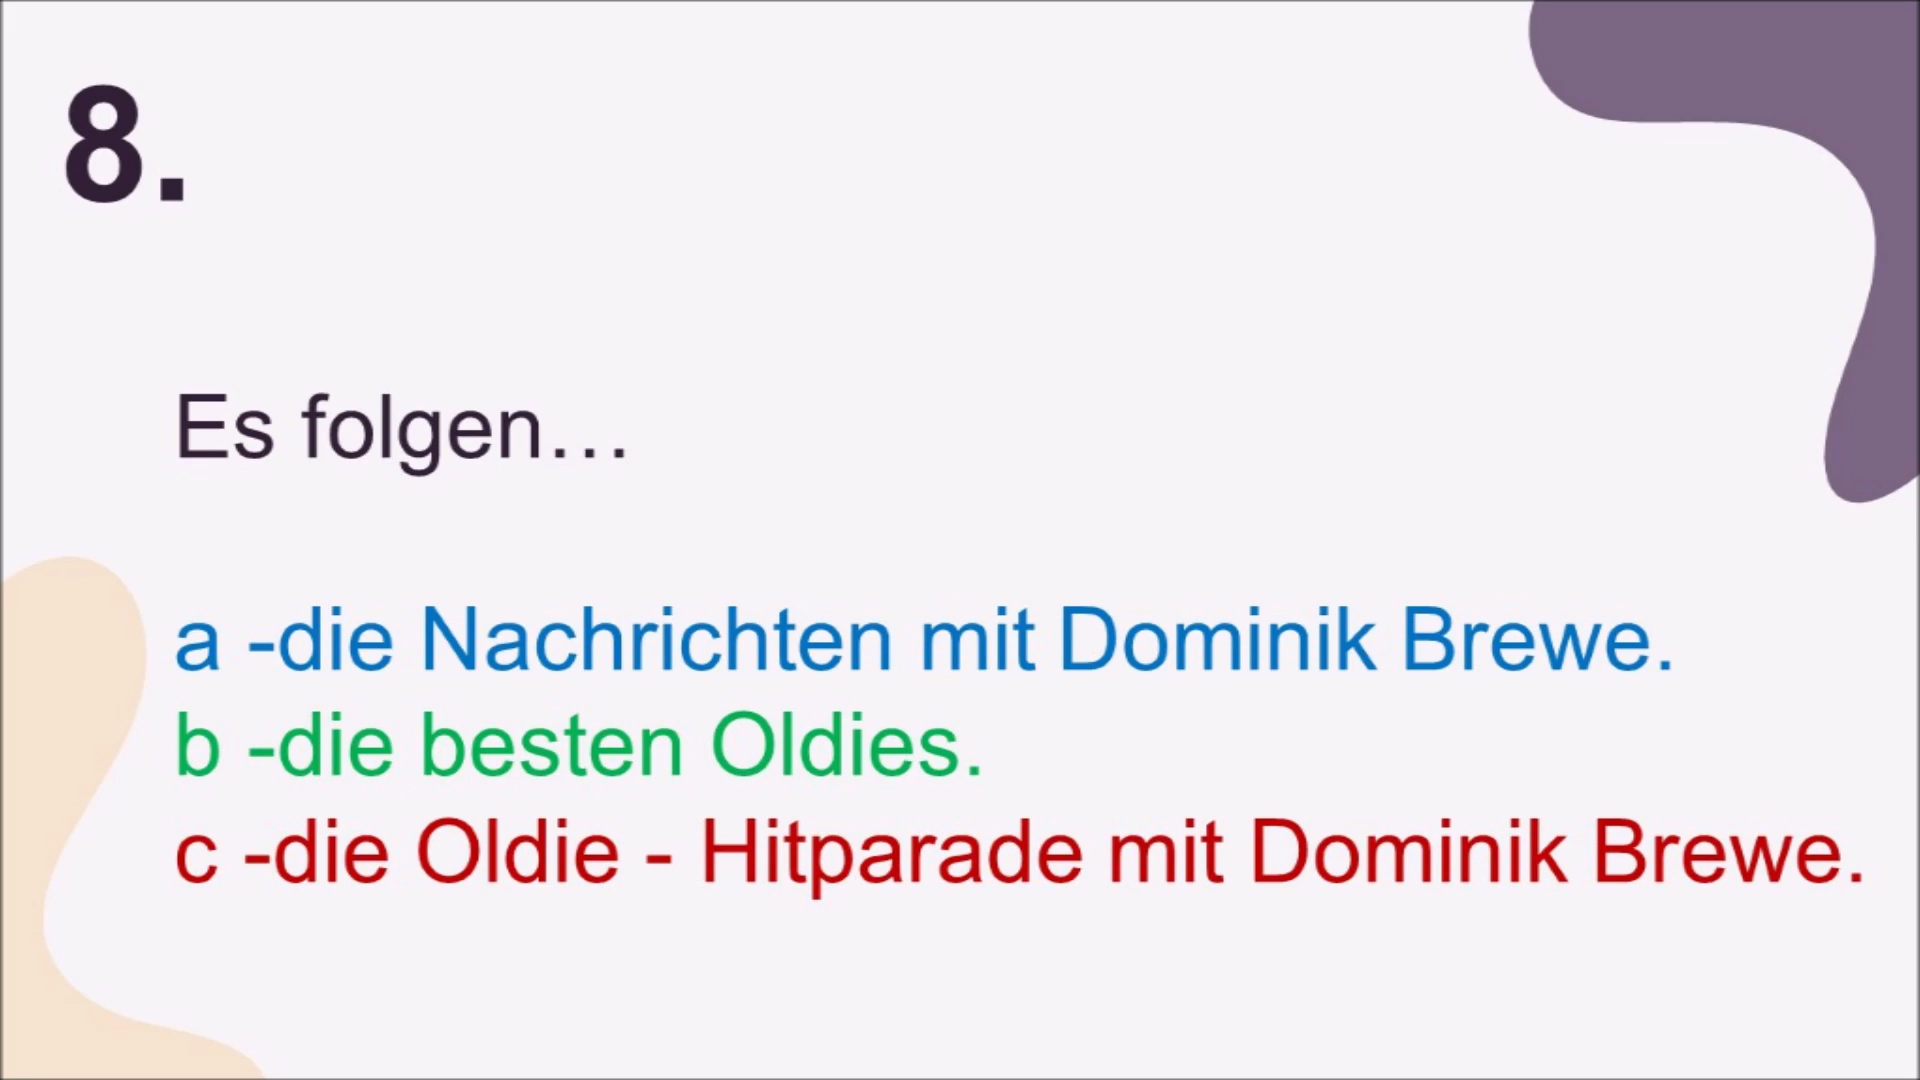 8.
Es folgen…
a -die Nachrichten mit Dominik Brewe.
b -die besten Oldies.
c -die Oldie - Hitparade mit Dominik Brewe.